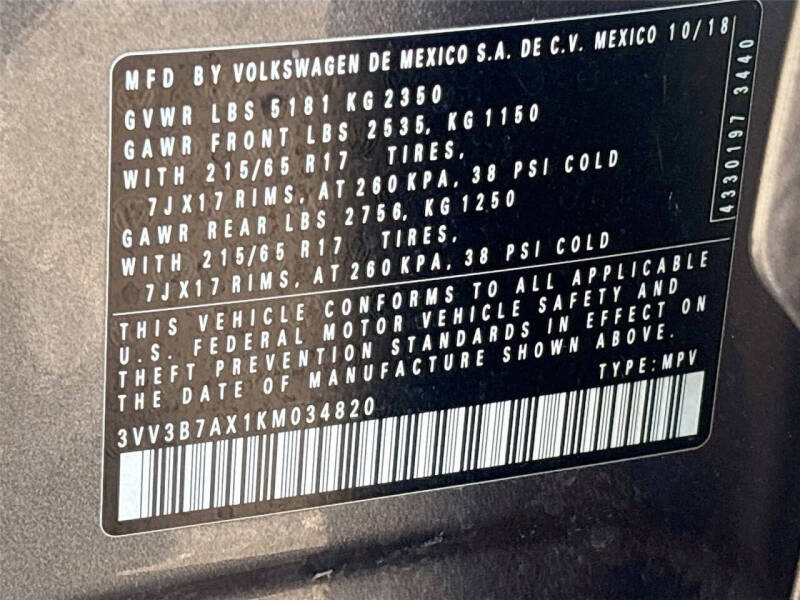 MFD BY VOLKSWAGEN DE MEXICO S.A. DE C.V. MEXICO 10/18
GVWR LBS 5181 KG 2350
GAWR FRONT LBS 2535, KG 1150
WITH 215/65 R17 TIRES,
7JX17 RIMS, AT 260 KPA, 38 PSI COLD
GAWR REAR LBS 2756, KG 1250
WITH 215/65 R17 TIRES,
7JX17 RIMS, AT 260 KPA, 38 PSI COLD
4330197 3440
THIS VEHICLE CONFORMS TO ALL APPLICABLE
U.S. FEDERAL MOTOR VEHICLE SAFETY AND
THEFT PREVENTION STANDARDS IN EFFECT ON
THE DATE OF MANUFACTURE SHOWN ABOVE.
TYPE: MPV
3VV3B7AX1KM034820